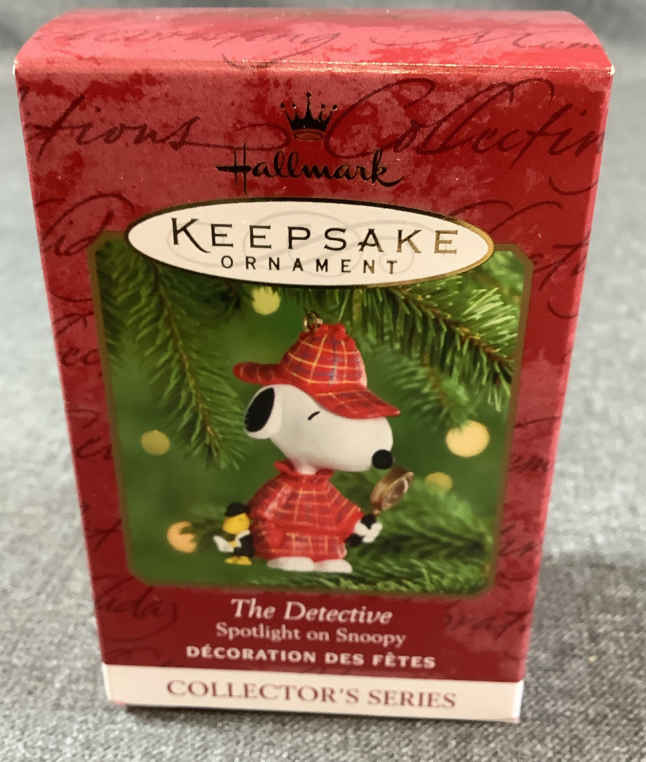 Hallmark
KEEPSAKE
ORNAMENT
The Detective
Spotlight on Snoopy
DÉCORATION DES FÊTES
COLLECTOR'S SERIES